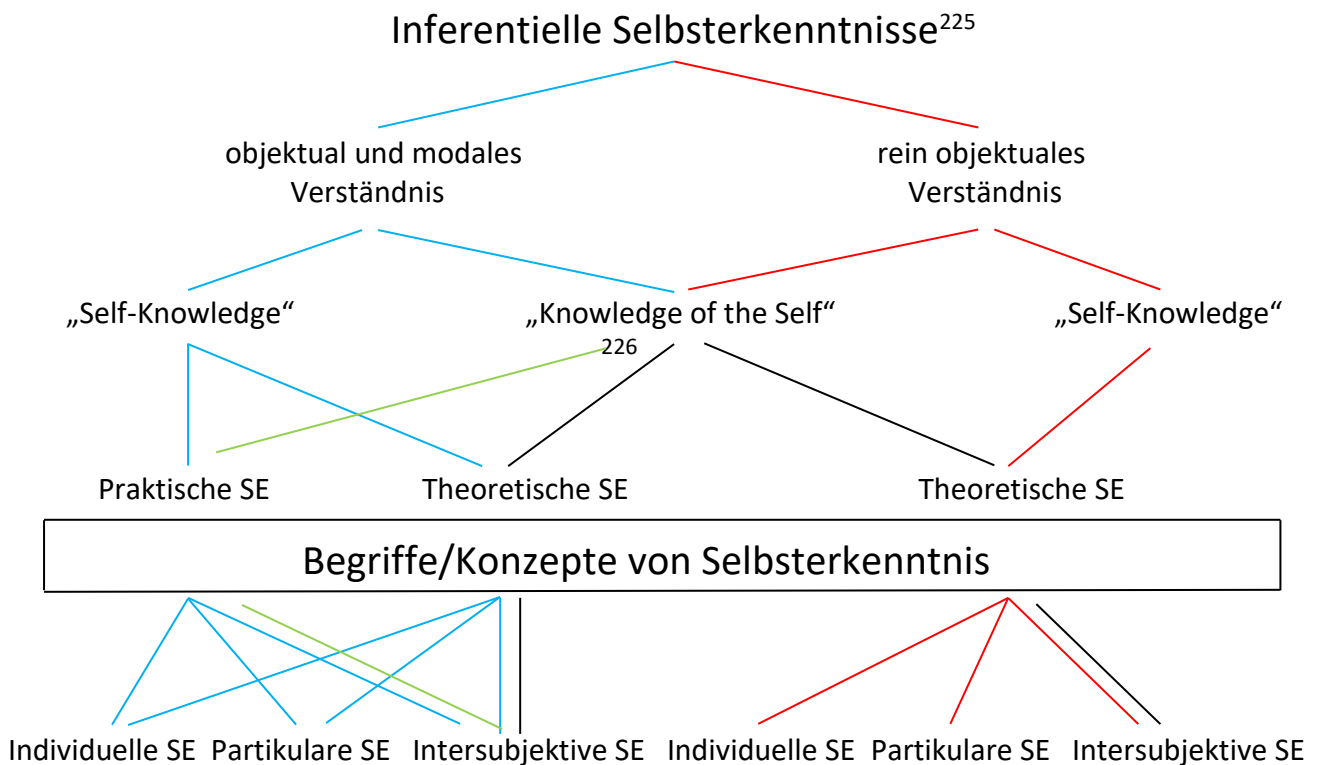 Inferentielle Selbsterkenntnisse²²⁵
objektual und modales
Verständnis
rein objektuales
Verständnis
„Self-Knowledge“
„Knowledge of the Self“
226
„Self-Knowledge“
Praktische SE
Theoretische SE
Theoretische SE
Begriffe/Konzepte von Selbsterkenntnis
Individuelle SE
Partikulare SE
Intersubjektive SE
Individuelle SE
Partikulare SE
Intersubjektive SE